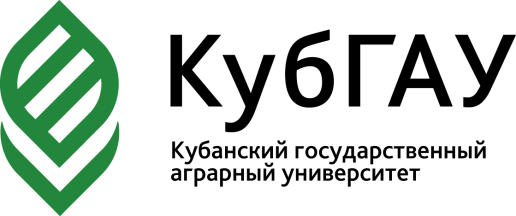 КубГАУ
Кубанский государственный
аграрный университет